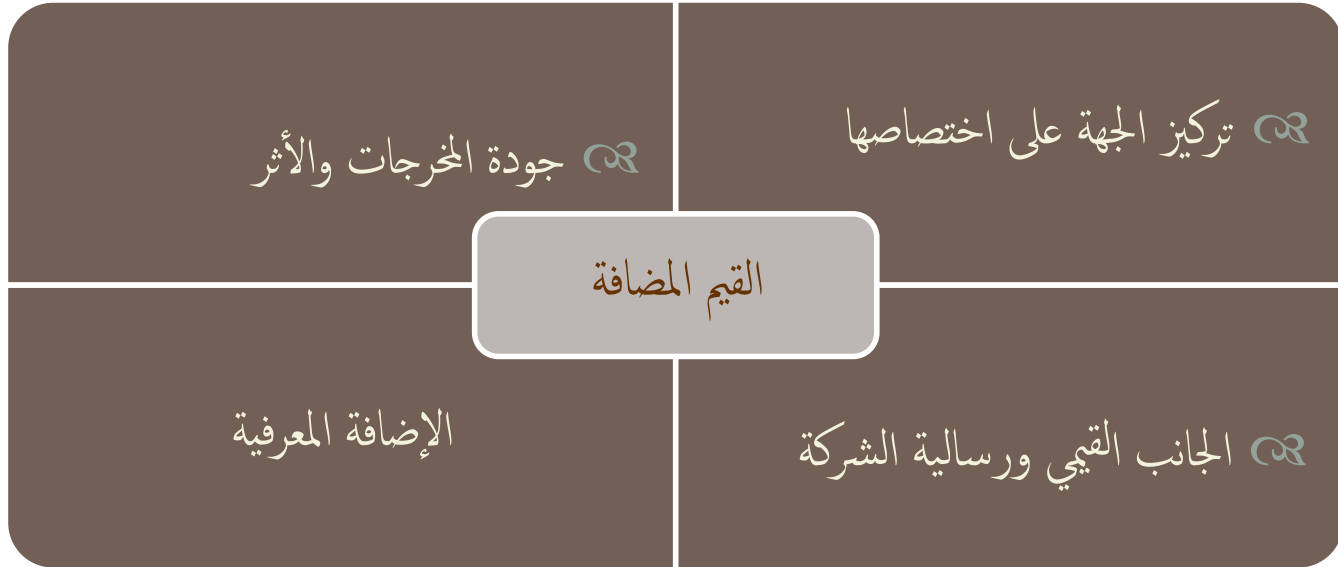 تركيز الجهة على اختصاصها
جودة المخرجات والأثر
القيم المضافة
الجانب القيمي ورسالية الشركة
الإضافة المعرفية